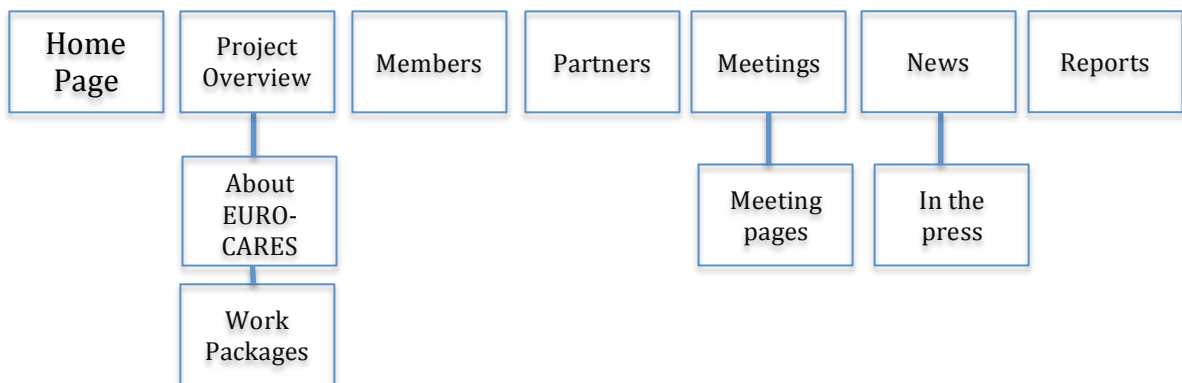 Home
Page
Project
Overview
Members
Partners
Meetings
News
Reports
About
EURO-
CARES
Meeting
pages
In the
press
Work
Packages